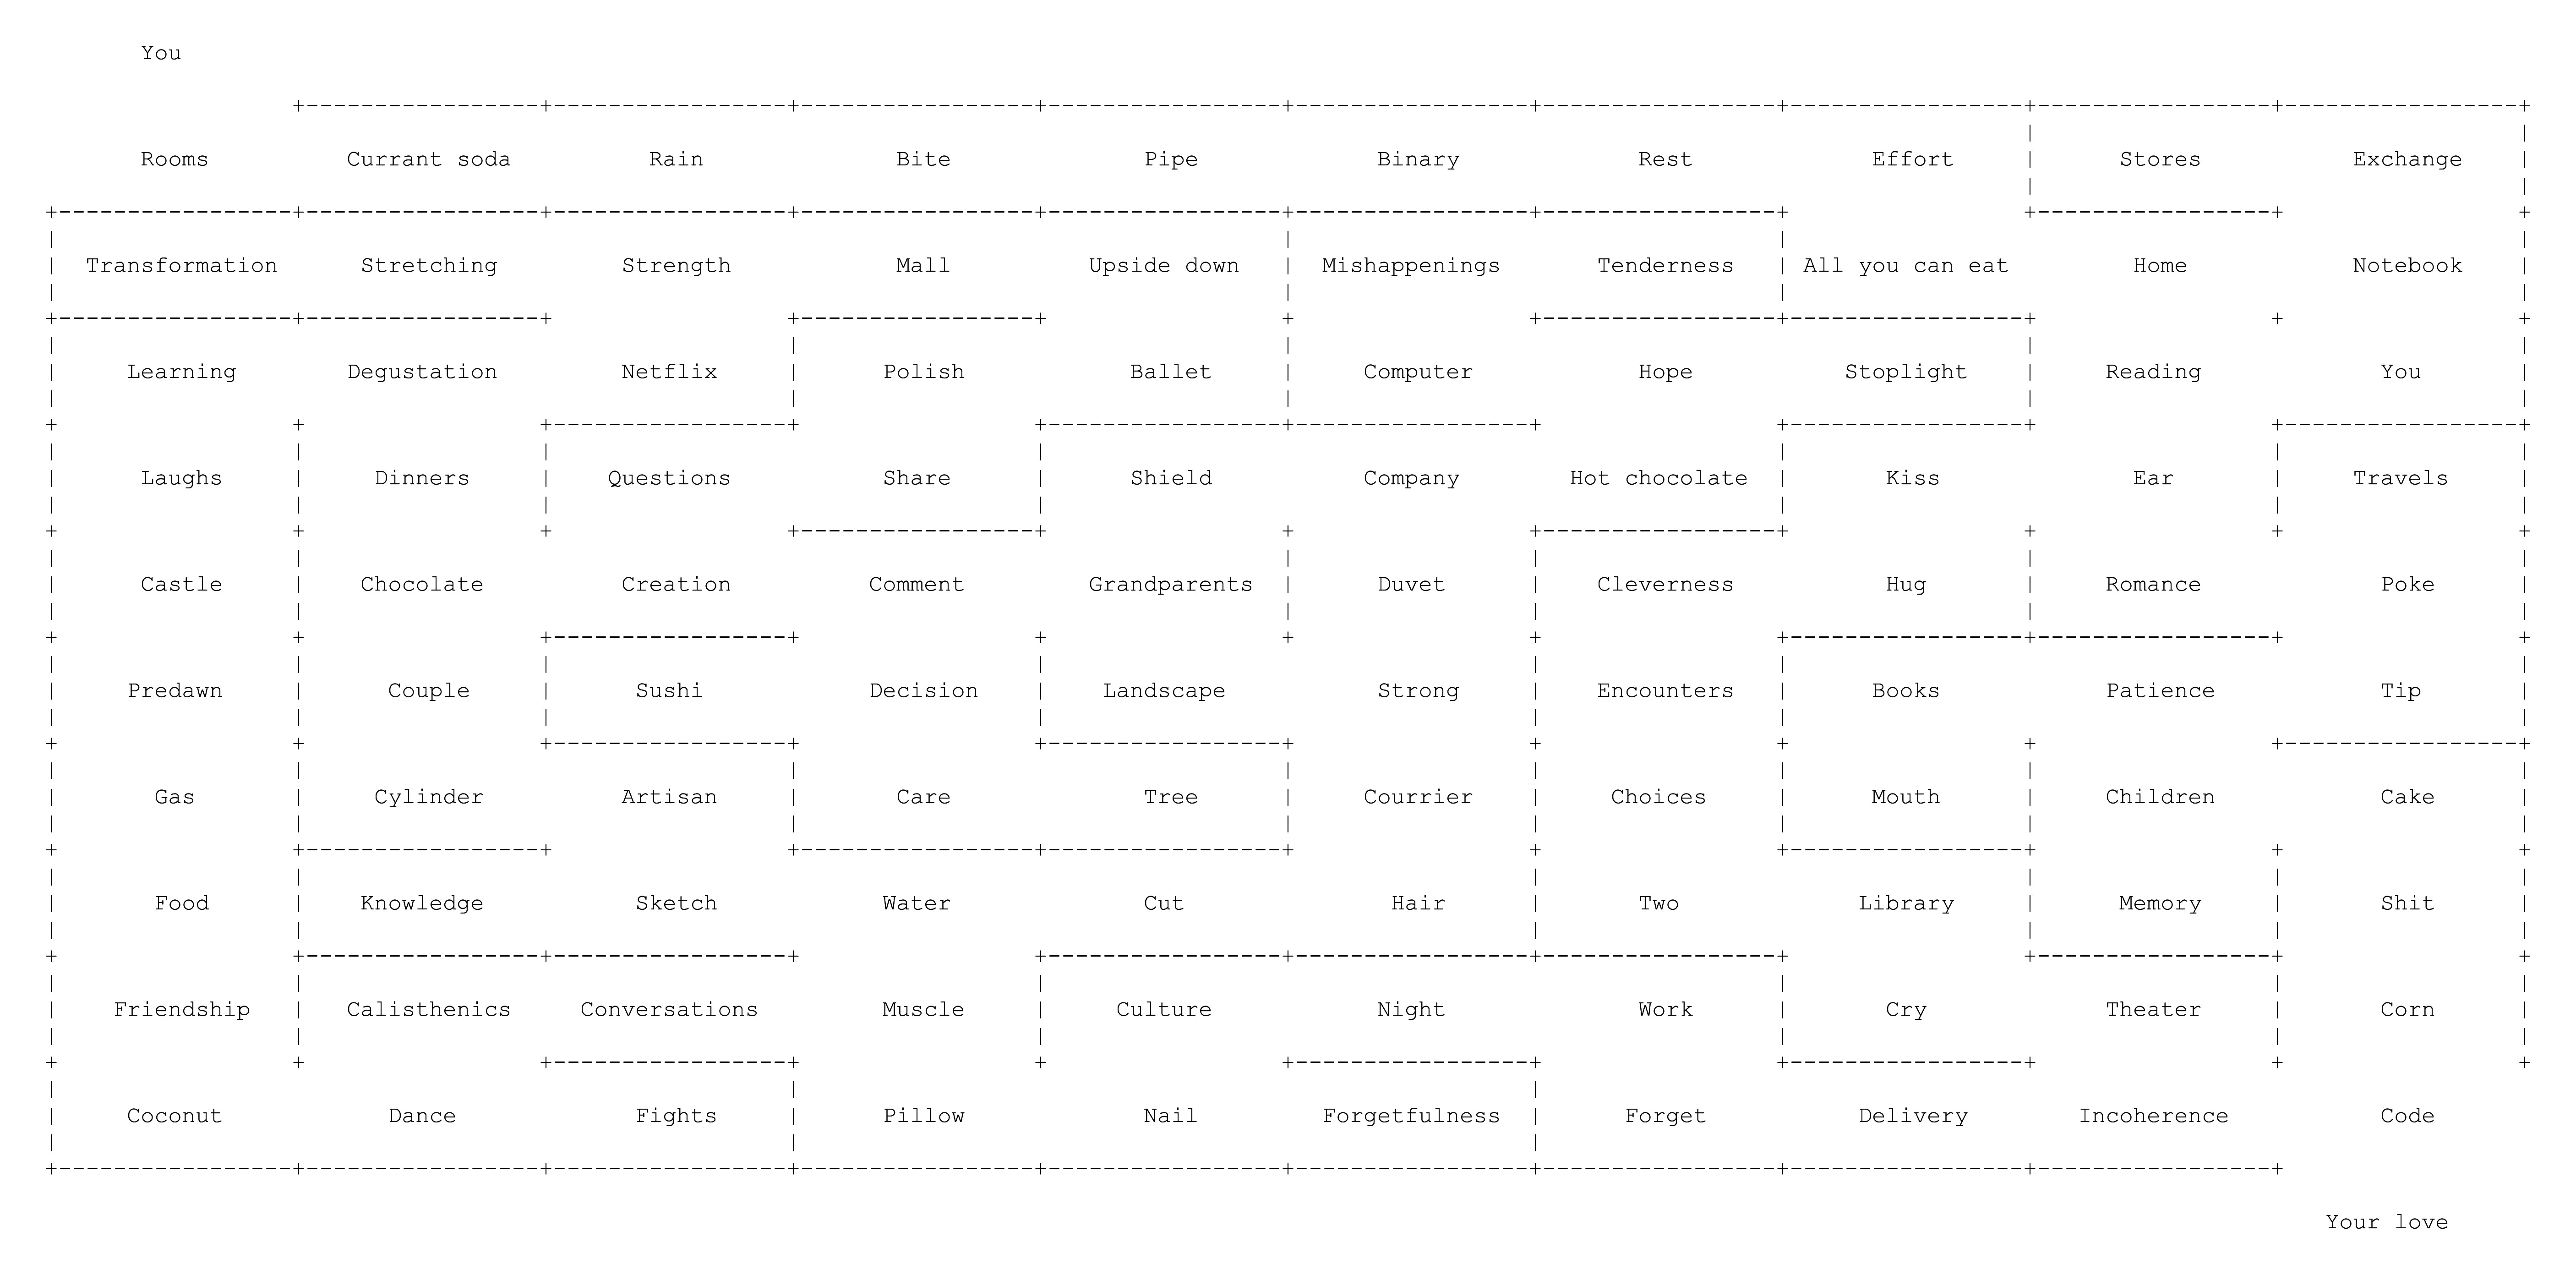 You
Rooms Currant soda Rain Bite Pipe Binary Rest Effort Stores Exchange
Transformation Stretching Strength Mall Upside down Mishappenings Tenderness All you can eat Home Notebook
Learning Degustation Netflix Polish Ballet Computer Hope Stoplight Reading You
Laughs Dinners Questions Share Shield Company Hot chocolate Kiss Ear Travels
Castle Chocolate Creation Comment Grandparents Duvet Cleverness Hug Romance Poke
Predawn Couple Sushi Decision Landscape Strong Encounters Books Patience Tip
Gas Cylinder Artisan Care Tree Courrier Choices Mouth Children Cake
Food Knowledge Sketch Water Cut Hair Two Library Memory Shit
Friendship Calisthenics Conversations Muscle Culture Night Work Cry Theater Corn
Coconut Dance Fights Pillow Nail Forgetfulness Forget Delivery Incoherence Code
Your love